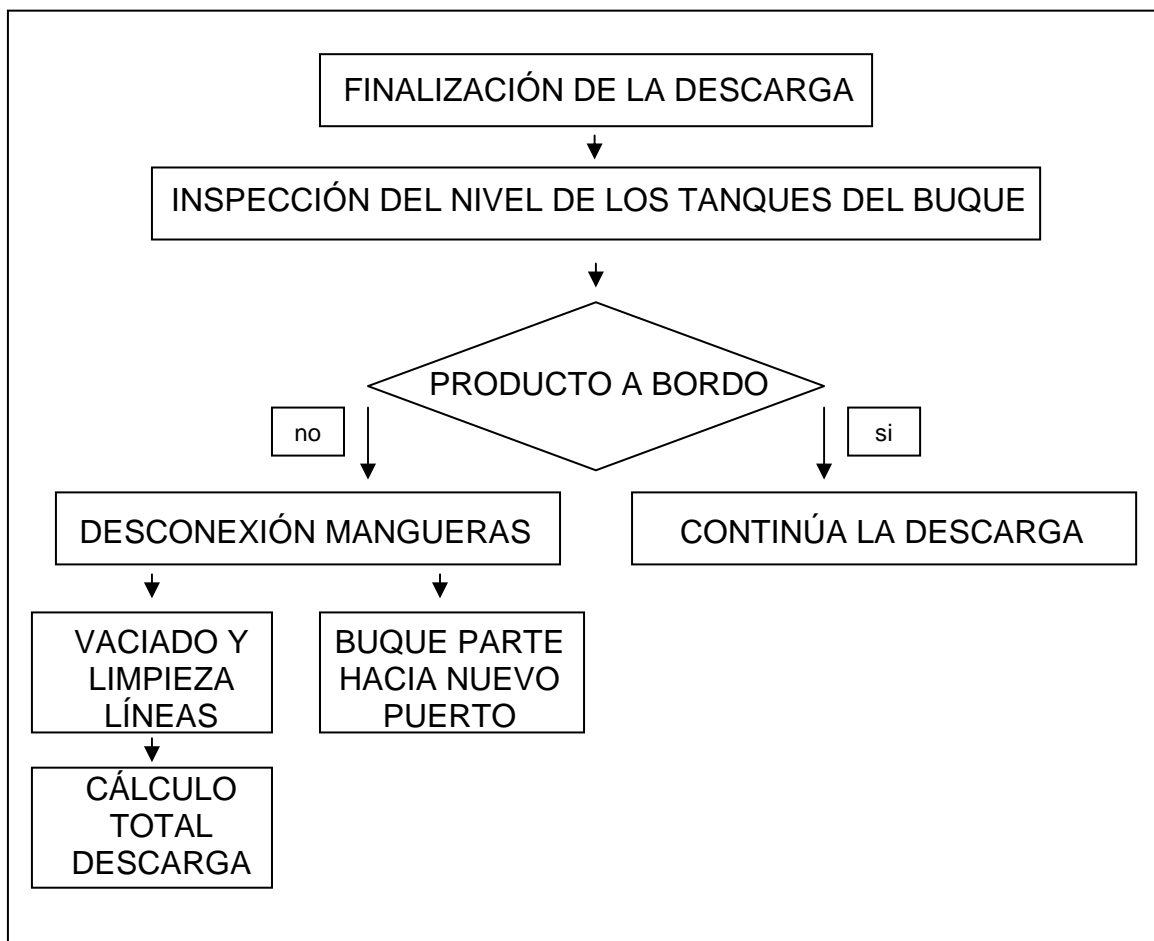 FINALIZACIÓN DE LA DESCARGA
INSPECCIÓN DEL NIVEL DE LOS TANQUES DEL BUQUE
PRODUCTO A BORDO
no
si
DESCONEXIÓN MANGUERAS
CONTINÚA LA DESCARGA
VACIADO Y
LIMPIEZA
LÍNEAS
BUQUE PARTE
HACIA NUEVO
PUERTO
CÁLCULO
TOTAL
DESCARGA